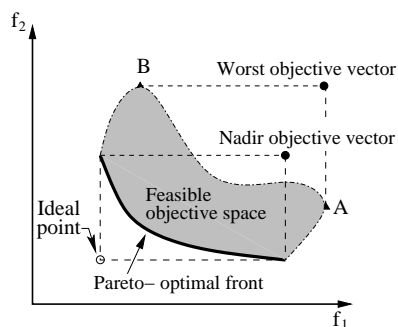 f2
B
Worst objective vector
Nadir objective vector
Feasible
objective space
A
Ideal
point
Pareto− optimal front
f1